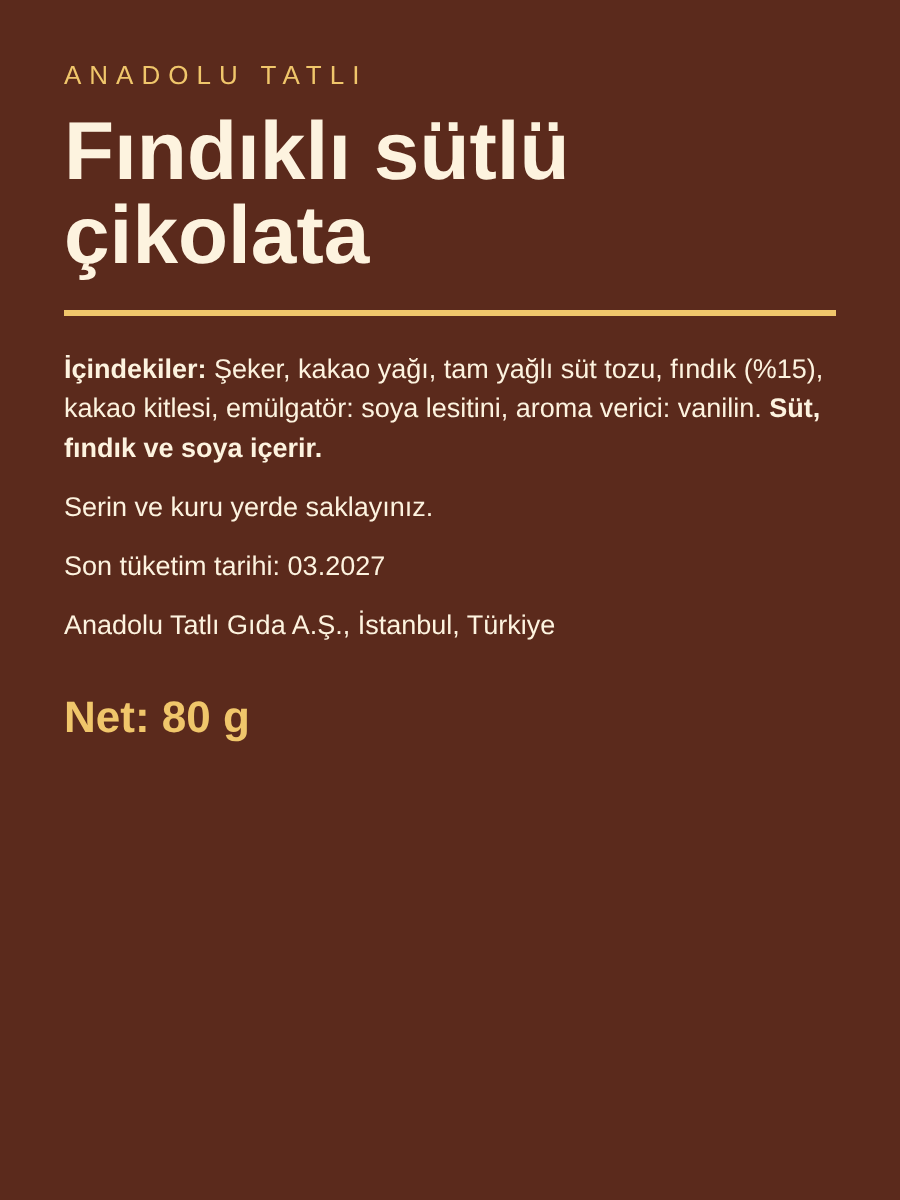 ANADOLU TATLI
Fındıklı sütlü
çikolata
İçindekiler: Şeker, kakao yağı, tam yağlı süt tozu, fındık (%15),
kakao kitlesi, emülgatör: soya lesitini, aroma verici: vanilin. Süt,
fındık ve soya içerir.
Serin ve kuru yerde saklayınız.
Son tüketim tarihi: 03.2027
Anadolu Tatlı Gıda A.Ş., İstanbul, Türkiye
Net: 80 g